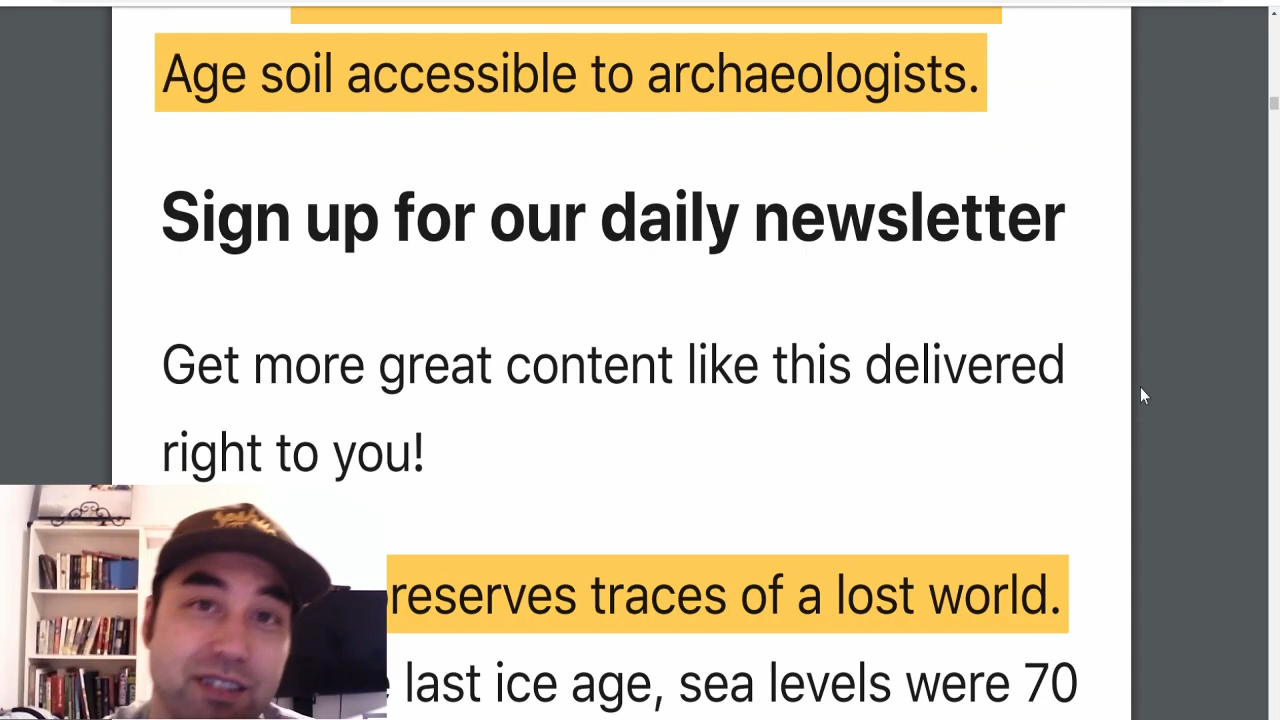 Age soil accessible to archaeologists.
Sign up for our daily newsletter
Get more great content like this delivered
right to you!
reserves traces of a lost world.
last ice age, sea levels were 70